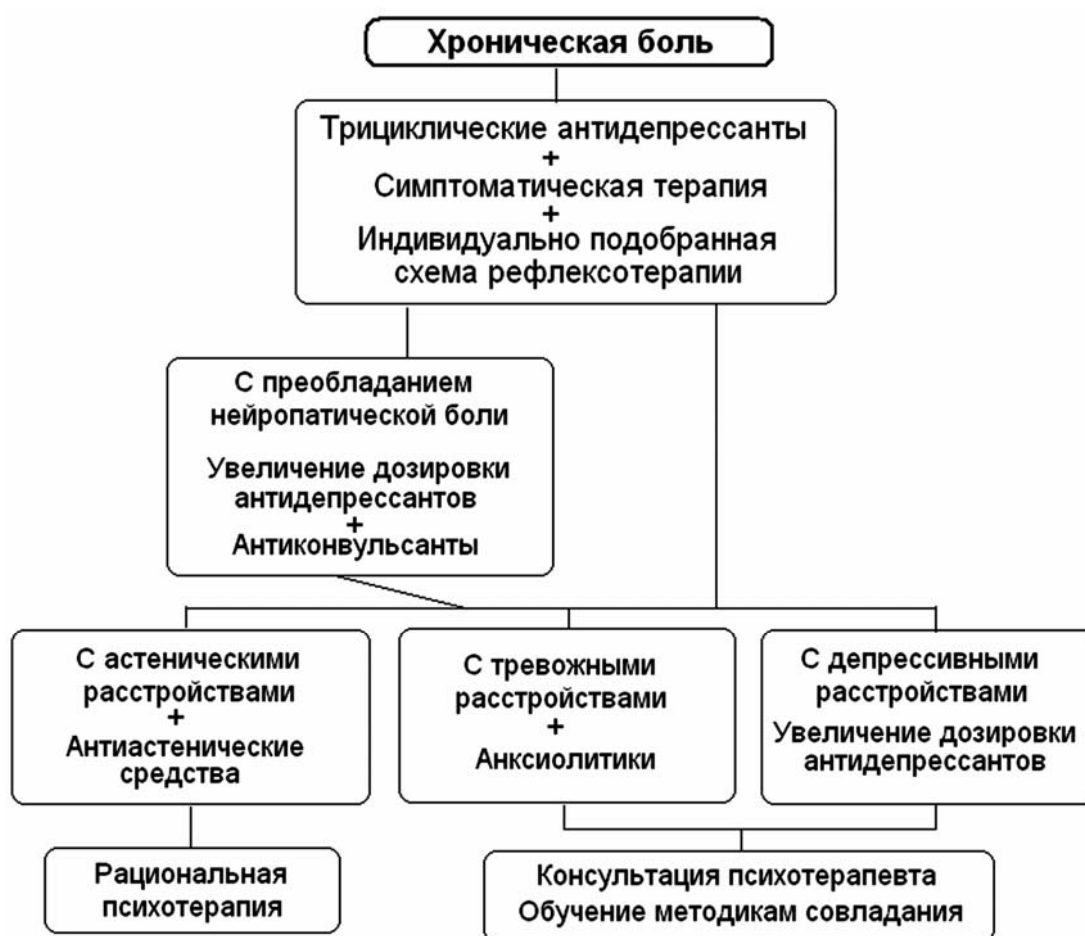 Хроническая боль
Трициклические антидепрессанты
+
Симптоматическая терапия
+
Индивидуально подобранная
схема рефлексотерапии
С преобладанием
нейропатической боли
Увеличение дозировки
антидепрессантов
+
Антиконвульсанты
С астеническими
расстройствами
+
Антиастенические
средства
С тревожными
расстройствами
+
Анксиолитики
С депрессивными
расстройствами
Увеличение дозировки
антидепрессантов
Рациональная
психотерапия
Консультация психотерапевта
Обучение методикам совладания